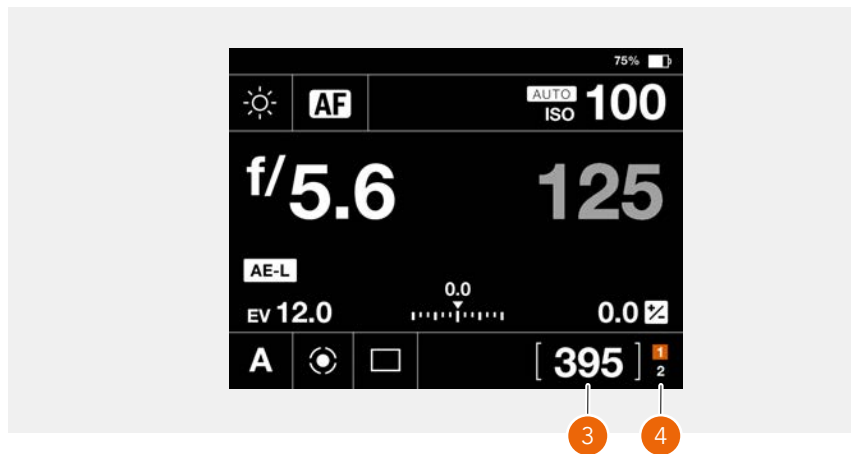 75%
AF
AUTO
ISO 100
f/5.6 125
AE-L
0.0
EV 12.0 0.0 +/-
A [ 395 ] 1
2
3 4